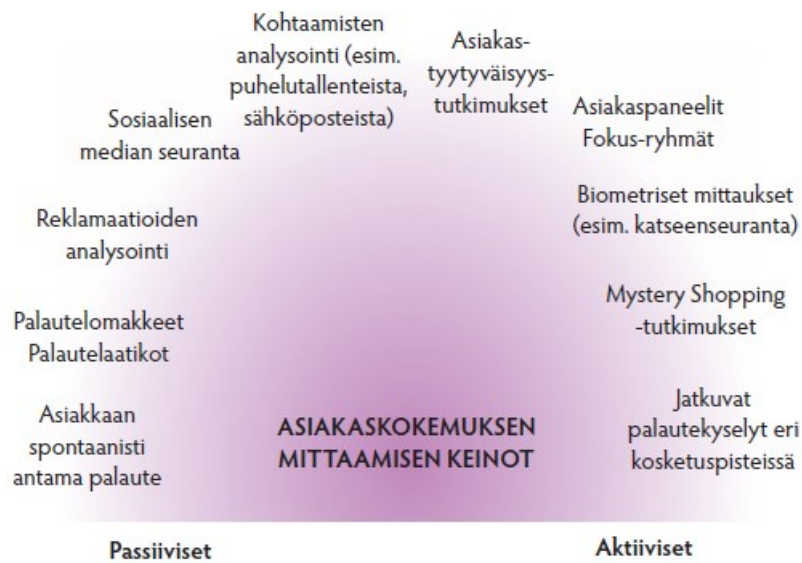 Kohtaamisten
analysointi (esim.
puhelutallenteista,
sähköposteista)
Asiakas-
tyytyväisyys-
tutkimukset
Sosiaalisen
median seuranta
Asiakaspaneelit
Fokus-ryhmät
Reklamaatioiden
analysointi
Biometriset mittaukset
(esim. katseenseuranta)
Palautelomakkeet
Palautelaatikot
Mystery Shopping
-tutkimukset
Asiakkaan
spontaanisti
antama palaute
ASIAKASKOKEMUKSEN
MITTAAMISEN KEINOT
Jatkuvat
palautekyselyt eri
kosketuspisteissä
Passiiviset
Aktiiviset